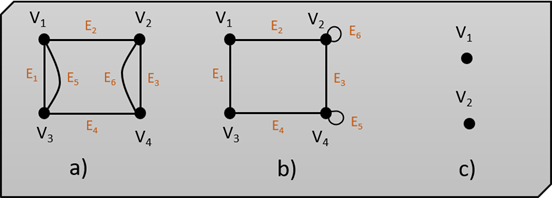 V1 V2 V1 V2 V1
E2 E2 E6
E1 E5 E6 E3 E1 E3
V2
E4 E4 E5
V3 V4 V3 V4
a) b) c)